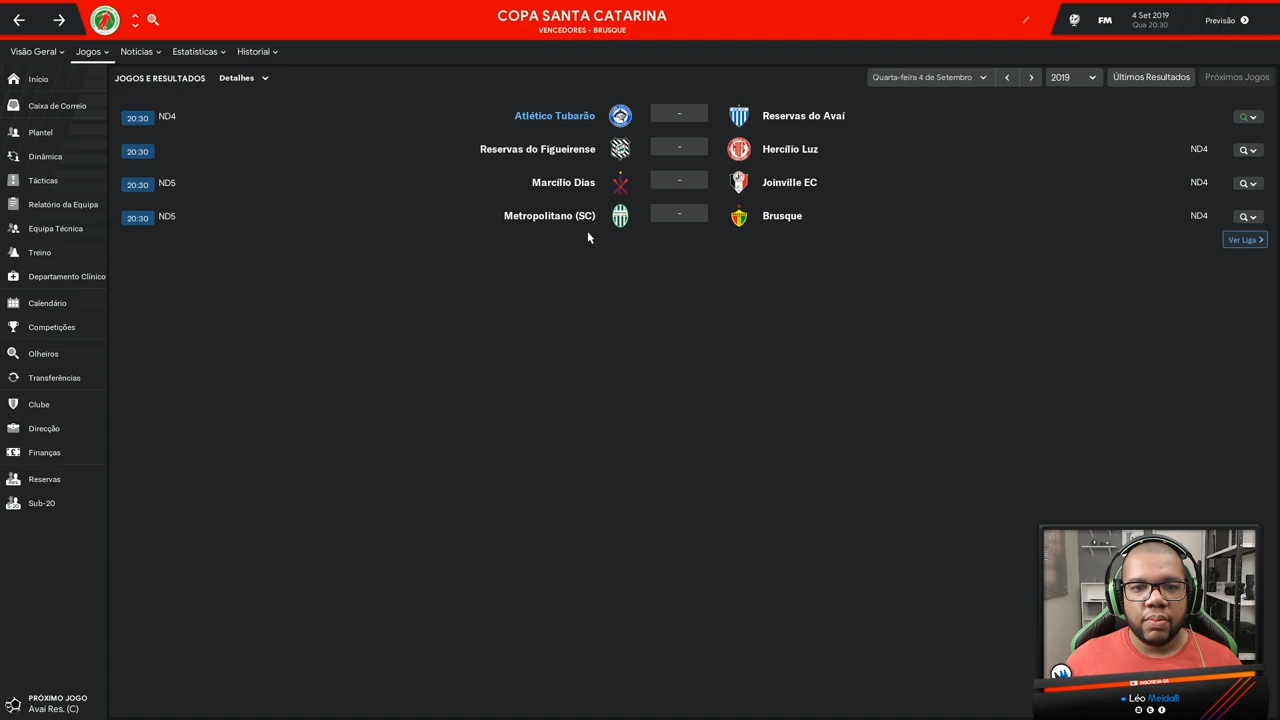 COPA SANTA CATARINA
VENCEDORES - BRUSQUE
FM
4 Set 2019
Qua 20:30
Previsão
Visão Geral
Jogos
Notícias
Estatísticas
Historial
JOGOS E RESULTADOS
Detalhes
Quarta-feira 4 de Setembro
2019
Últimos Resultados
Próximos Jogos
Início
Caixa de Correio
Plantel
Dinâmica
Tácticas
Relatório da Equipa
Equipa Técnica
Treino
Departamento Clínico
Calendário
Competições
Olheiros
Transferências
Clube
Direcção
Finanças
Reservas
Sub-20
20:30 ND4 Atlético Tubarão - Reservas do Avaí
20:30 Reservas do Figueirense - Hercílio Luz ND4
20:30 ND5 Marcílio Dias - Joinville EC ND4
20:30 ND5 Metropolitano (SC) - Brusque ND4
Ver Liga
PRÓXIMO JOGO
Avaí Res. (C)
INSCREVA-SE
Léo Meidalli